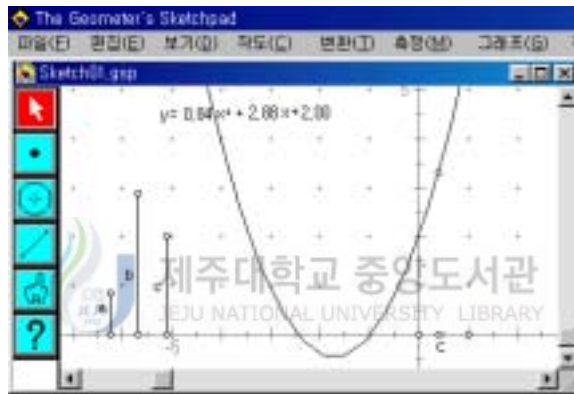 The Geometer's Sketchpad
파일(F) 편집(E) 보기(D) 작도(C) 변환(T) 측정(M) 그래프(G)
Sketch01.gsp
5
y= 0.84x² + 2.88 x+2.00
b
c
a
제주대학교 중앙도서관
JEJU NATIONAL UNIVERSITY LIBRARY
-5
c
?